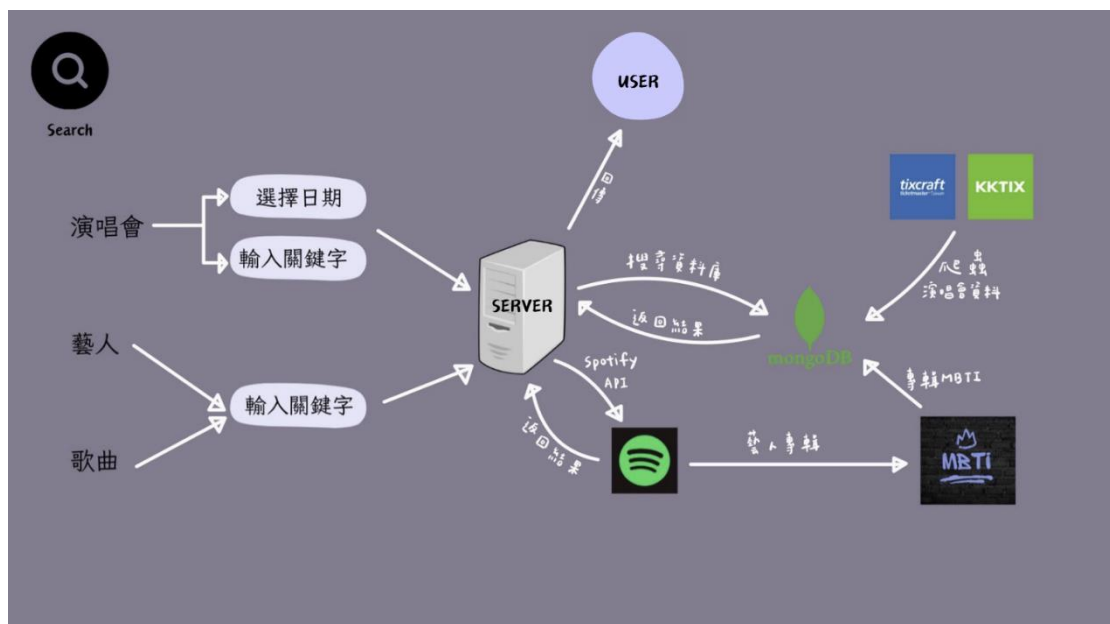 Search
USER
tixcraft
KKTIX
演唱會
選擇日期
輸入關鍵字
回傳
搜尋資料庫
爬蟲
演唱會資料
SERVER
返回結果
mongoDB
藝人
輸入關鍵字
歌曲
Spotify
API
返回結果
專輯MBTI
藝人專輯
MBTi